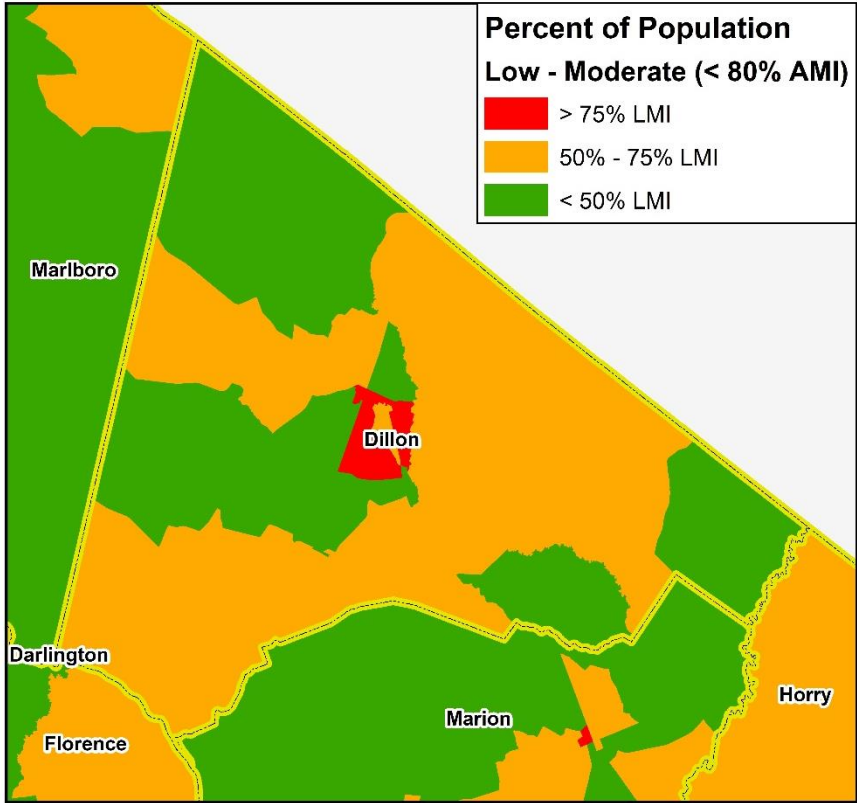 Percent of Population
Low - Moderate (< 80% AMI)
> 75% LMI
50% - 75% LMI
< 50% LMI
Marlboro
Dillon
Darlington
Horry
Marion
Florence